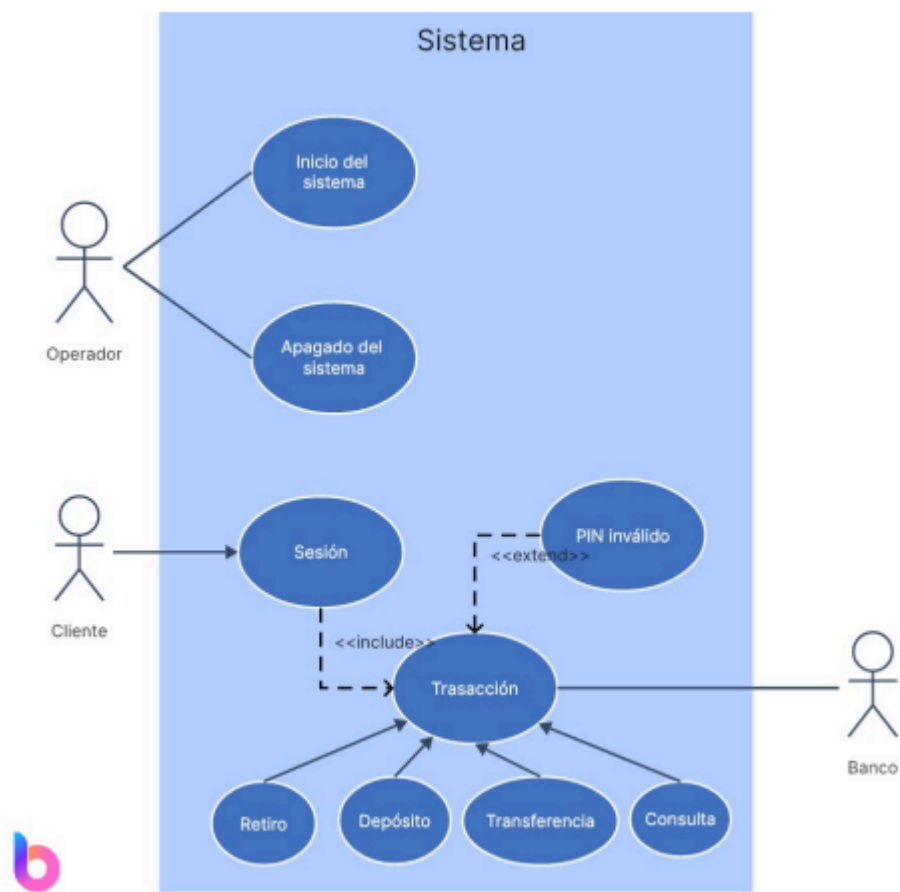 Sistema
Inicio del
sistema
Operador
Apagado del
sistema
Sesión
PIN inválido
<<extend>>
Cliente
<<include>>
Trasacción
Banco
Retiro
Depósito
Transferencia
Consulta
b